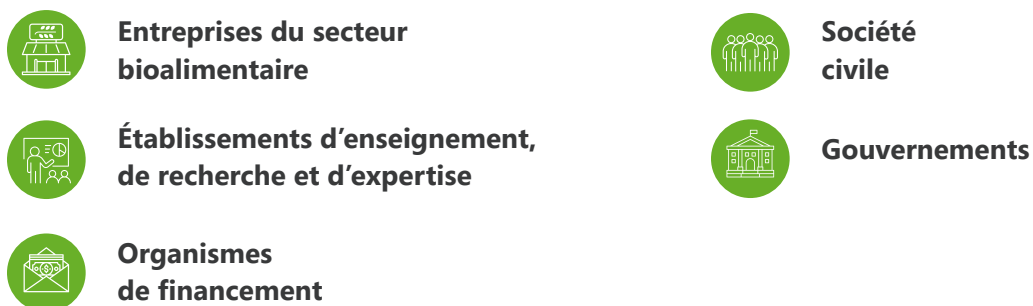 Entreprises du secteur
bioalimentaire
Établissements d’enseignement,
de recherche et d’expertise
Organismes
de financement
Société
civile
Gouvernements